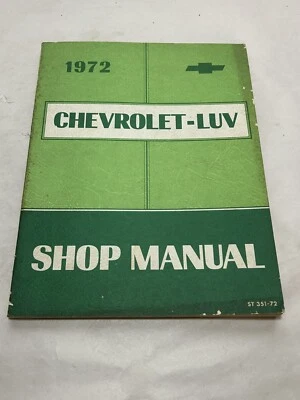 1972
CHEVROLET-LUV
SHOP MANUAL
ST 351-72